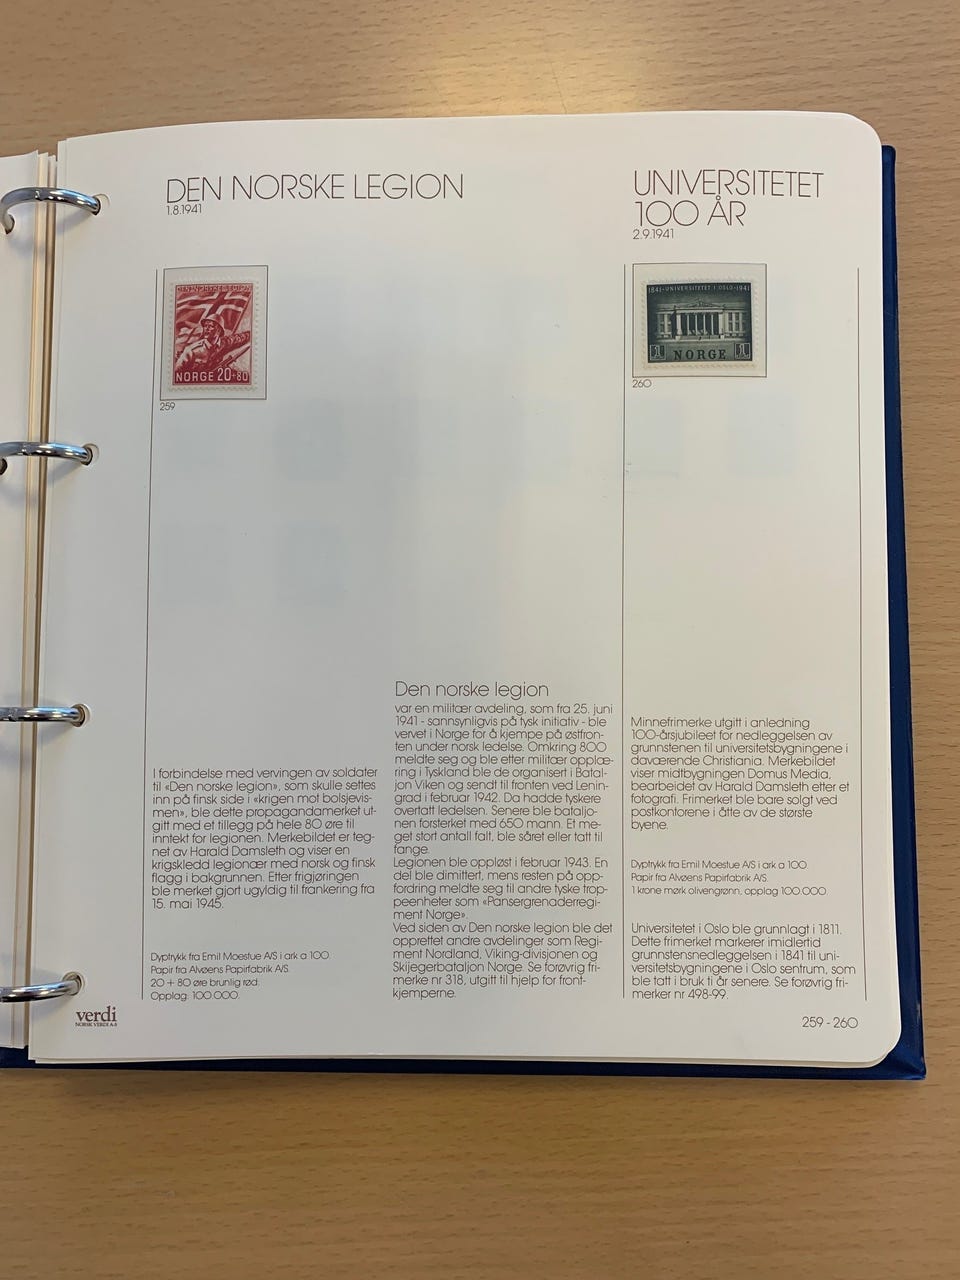 DEN NORSKE LEGION
1.8.1941
DEN NORSKE LEGION
NORGE 20+80
259
I forbindelse med vervingen av soldater
til «Den norske legion», som skulle settes
inn på finsk side i «krigen mot bolsjevis-
men», ble dette propagandamerket ut-
gitt med et tillegg på hele 80 øre til
inntekt for legionen. Merkebildet er teg-
net av Harald Damsleth og viser en
krigskledd legionær med norsk og finsk
flagg i bakgrunnen. Etter frigjøringen
ble merket gjort ugyldig til frankering fra
15. mai 1945.
Dyptrykk fra Emil Moestue A/S i ark a 100.
Papir fra Alvøens Papirfabrik A/S.
20 + 80 øre brunlig rød.
Opplag: 100 000.
Den norske legion
var en militær avdeling, som fra 25. juni
1941 - sannsynligvis på tysk initiativ - ble
vervet i Norge for å kjempe på østfron-
ten under norsk ledelse. Omkring 800
meldte seg og ble etter militær opplæ-
ring i Tyskland ble de organisert i Batal-
jon Viken og sendt til fronten ved Lenin-
grad i februar 1942. Da hadde tyskere
overtatt ledelsen. Senere ble bataljo-
nen forsterket med 650 mann. Et me-
get stort antall falt, ble såret eller tatt til
fange.
Legionen ble oppløst i februar 1943. En
del ble dimittert, mens resten på opp-
fordring meldte seg til andre tyske trop-
peenheter som «Pansergrenaderregi-
ment Norge».
Ved siden av Den norske legion ble det
opprettet andre avdelinger som Regi-
ment Nordland, Viking-divisjonen og
Skijegerbataljon Norge. Se forøvrig fri-
merke nr 318, utgitt til hjelp for front-
kjemperne.
UNIVERSITETET
100 ÅR
2.9.1941
1841-UNIVERSITETET I OSLO-1941
1 NORGE 1
260
Minnefrimerke utgitt i anledning
100-årsjubileet for nedleggelsen av
grunnstenen til universitetsbygningene i
daværende Christiania. Merkebildet
viser midtbygningen Domus Media,
bearbeidet av Harald Damsleth etter et
fotografi. Frimerket ble bare solgt ved
postkontorene i åtte av de største
byene.
Dyptrykk fra Emil Moestue A/S i ark a 100.
Papir fra Alvøens Papirfabrik A/S.
1 krone mørk olivengrønn, opplag 100 000.
Universitetet i Oslo ble grunnlagt i 1811.
Dette frimerket markerer imidlertid
grunnstensnedleggelsen i 1841 til uni-
versitetsbygningene i Oslo sentrum, som
ble tatt i bruk ti år senere. Se forøvrig fri-
merker nr 498-99.
verdi
NORSK VERDI A·S
259 - 260